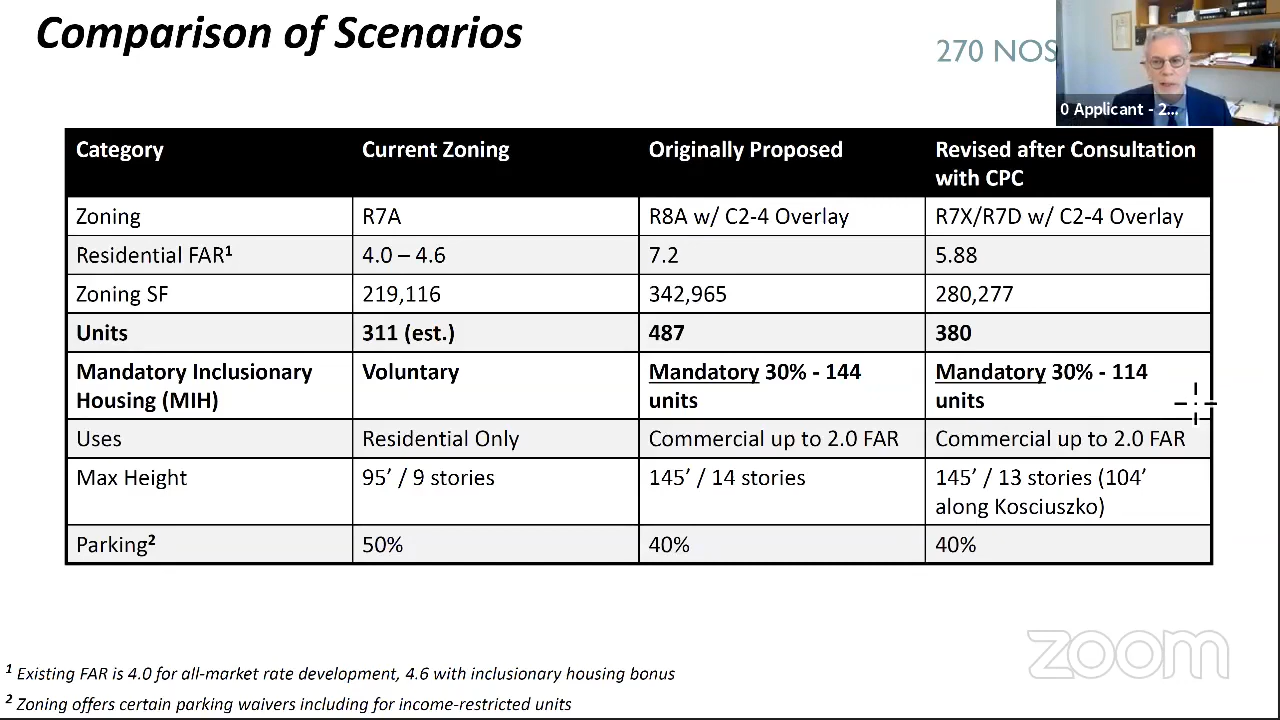 Comparison of Scenarios
270 NOS
0 Applicant - 2...
Category Current Zoning Originally Proposed Revised after Consultation
with CPC
Zoning R7A R8A w/ C2-4 Overlay R7X/R7D w/ C2-4 Overlay
Residential FAR¹ 4.0 – 4.6 7.2 5.88
Zoning SF 219,116 342,965 280,277
Units 311 (est.) 487 380
Mandatory Inclusionary Voluntary Mandatory 30% - 144 Mandatory 30% - 114
Housing (MIH) units units
Uses Residential Only Commercial up to 2.0 FAR Commercial up to 2.0 FAR
Max Height 95’ / 9 stories 145’ / 14 stories 145’ / 13 stories (104’
along Kosciuszko)
Parking² 50% 40% 40%
zoom
¹ Existing FAR is 4.0 for all-market rate development, 4.6 with inclusionary housing bonus
² Zoning offers certain parking waivers including for income-restricted units